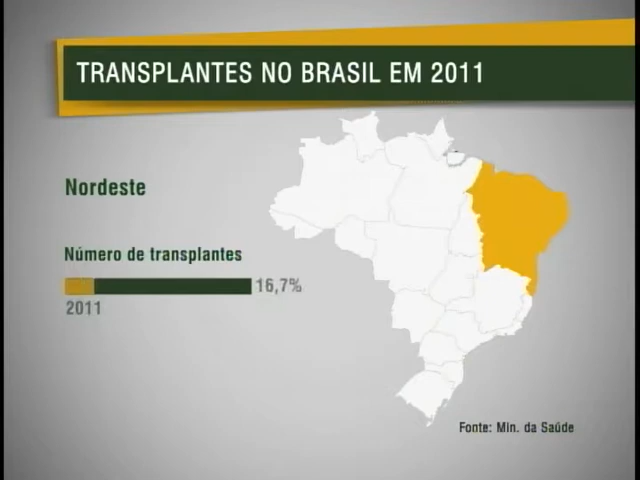 TRANSPLANTES NO BRASIL EM 2011
Nordeste
Número de transplantes
16,7%
2011
Fonte: Min. da Saúde